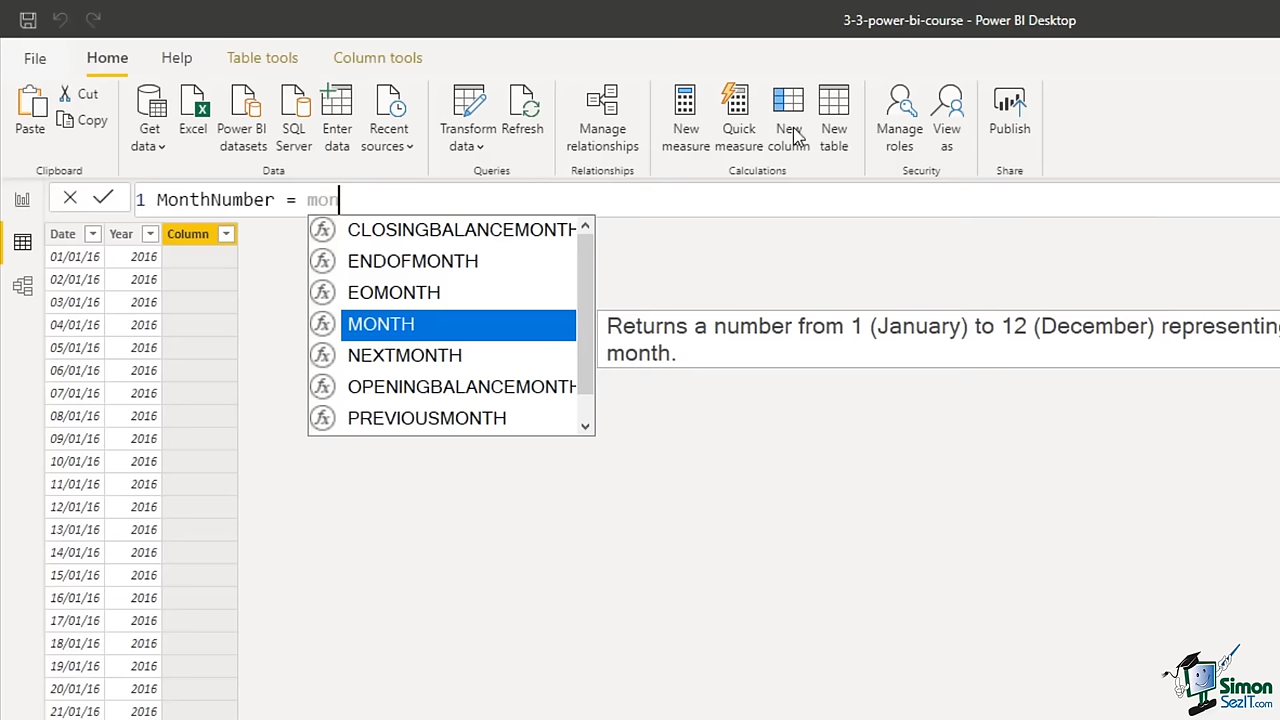 3-3-power-bi-course - Power BI Desktop
File Home Help Table tools Column tools
Paste Cut Copy Get data Excel Power BI datasets SQL Server Enter data Recent sources Transform data Refresh Manage relationships New measure Quick measure New column New table Manage roles View as Publish
Clipboard Data Queries Relationships Calculations Security Share
1 MonthNumber = mon
CLOSINGBALANCEMONTH
ENDOFMONTH
EOMONTH
MONTH
NEXTMONTH
OPENINGBALANCEMONTH
PREVIOUSMONTH
Returns a number from 1 (January) to 12 (December) representing
month.
Date Year Column
01/01/16 2016
02/01/16 2016
03/01/16 2016
04/01/16 2016
05/01/16 2016
06/01/16 2016
07/01/16 2016
08/01/16 2016
09/01/16 2016
10/01/16 2016
11/01/16 2016
12/01/16 2016
13/01/16 2016
14/01/16 2016
15/01/16 2016
16/01/16 2016
17/01/16 2016
18/01/16 2016
19/01/16 2016
20/01/16 2016
21/01/16 2016
Simon
SezIT.com